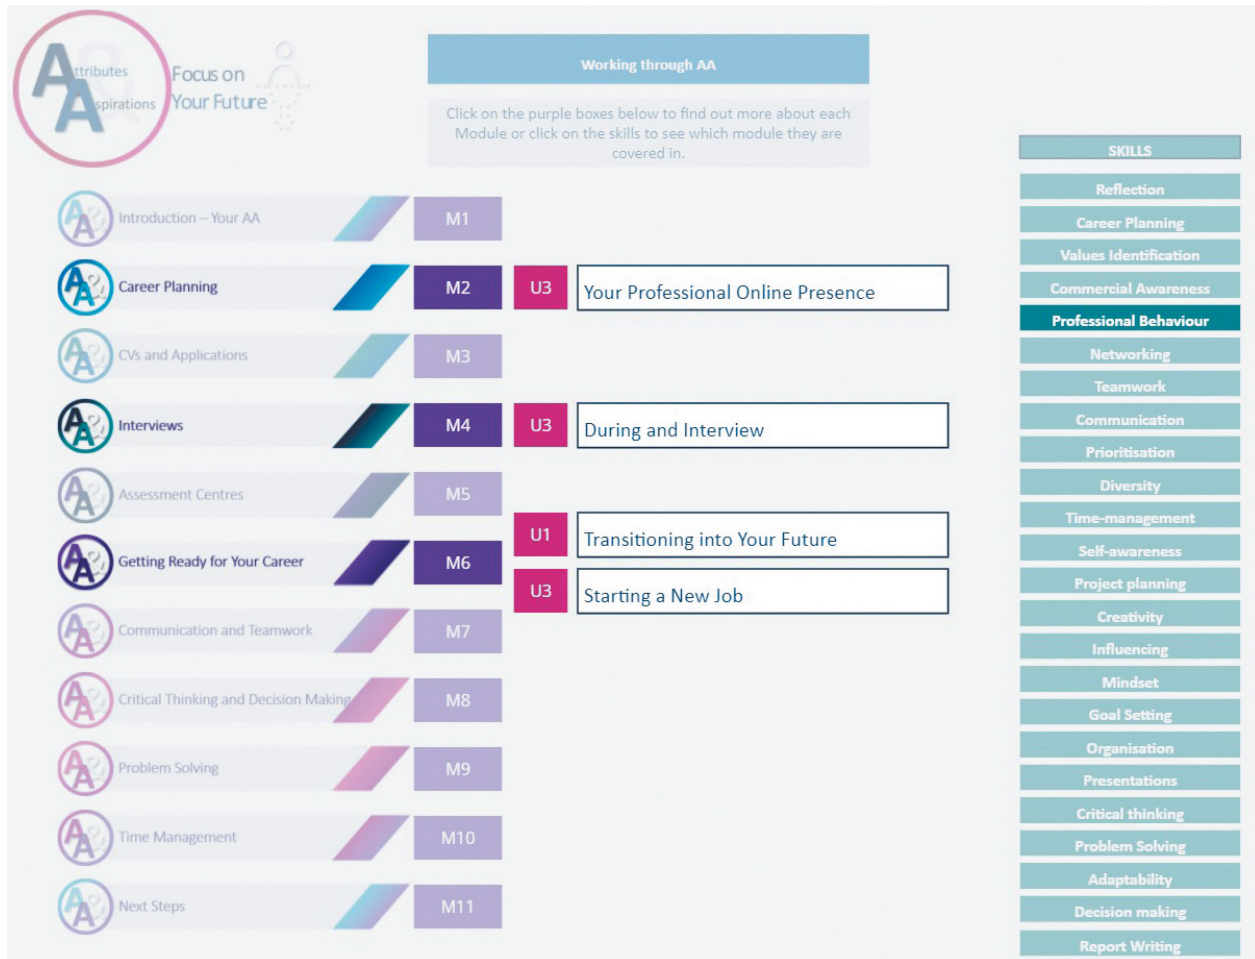 Attributes
Aspirations
Focus on
Your Future
Working through AA
Click on the purple boxes below to find out more about each
Module or click on the skills to see which module they are
covered in.
Introduction – Your AA M1
Career Planning M2 U3 Your Professional Online Presence
CVs and Applications M3
Interviews M4 U3 During and Interview
Assessment Centres M5
U1 Transitioning into Your Future
Getting Ready for Your Career M6
U3 Starting a New Job
Communication and Teamwork M7
Critical Thinking and Decision Making M8
Problem Solving M9
Time Management M10
Next Steps M11
SKILLS
Reflection
Career Planning
Values Identification
Commercial Awareness
Professional Behaviour
Networking
Teamwork
Communication
Prioritisation
Diversity
Time-management
Self-awareness
Project planning
Creativity
Influencing
Mindset
Goal Setting
Organisation
Presentations
Critical thinking
Problem Solving
Adaptability
Decision making
Report Writing